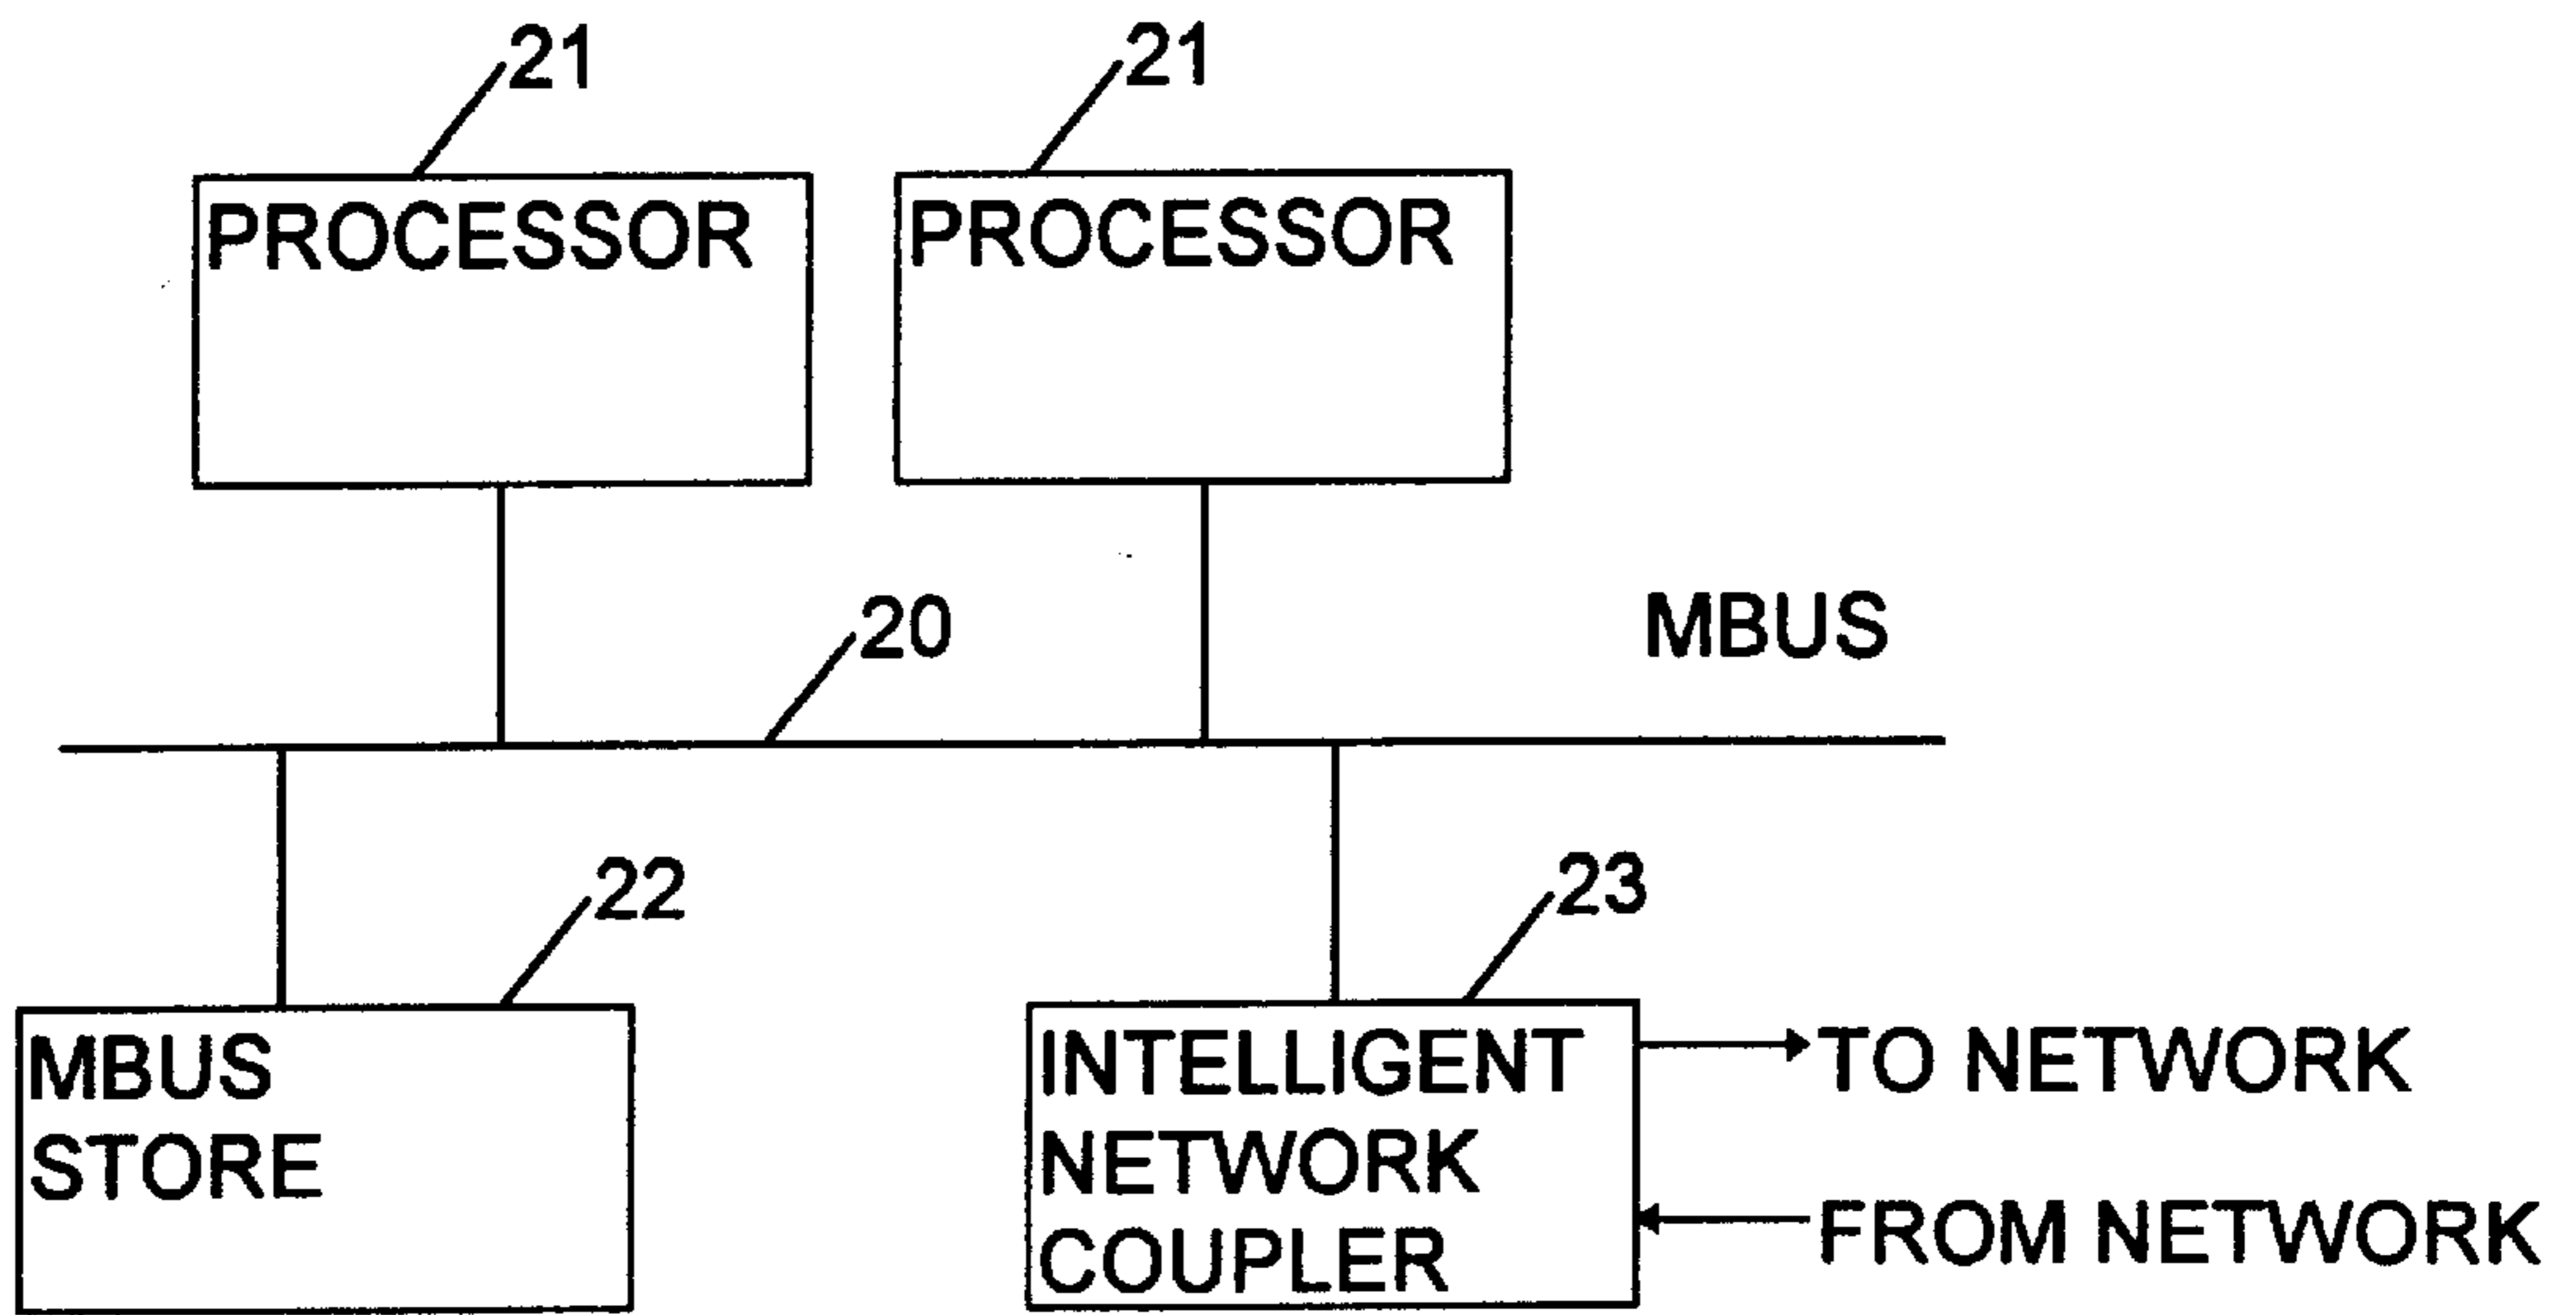 21
21
PROCESSOR
PROCESSOR
20
MBUS
22
23
MBUS
STORE
INTELLIGENT
NETWORK
COUPLER
TO NETWORK
FROM NETWORK